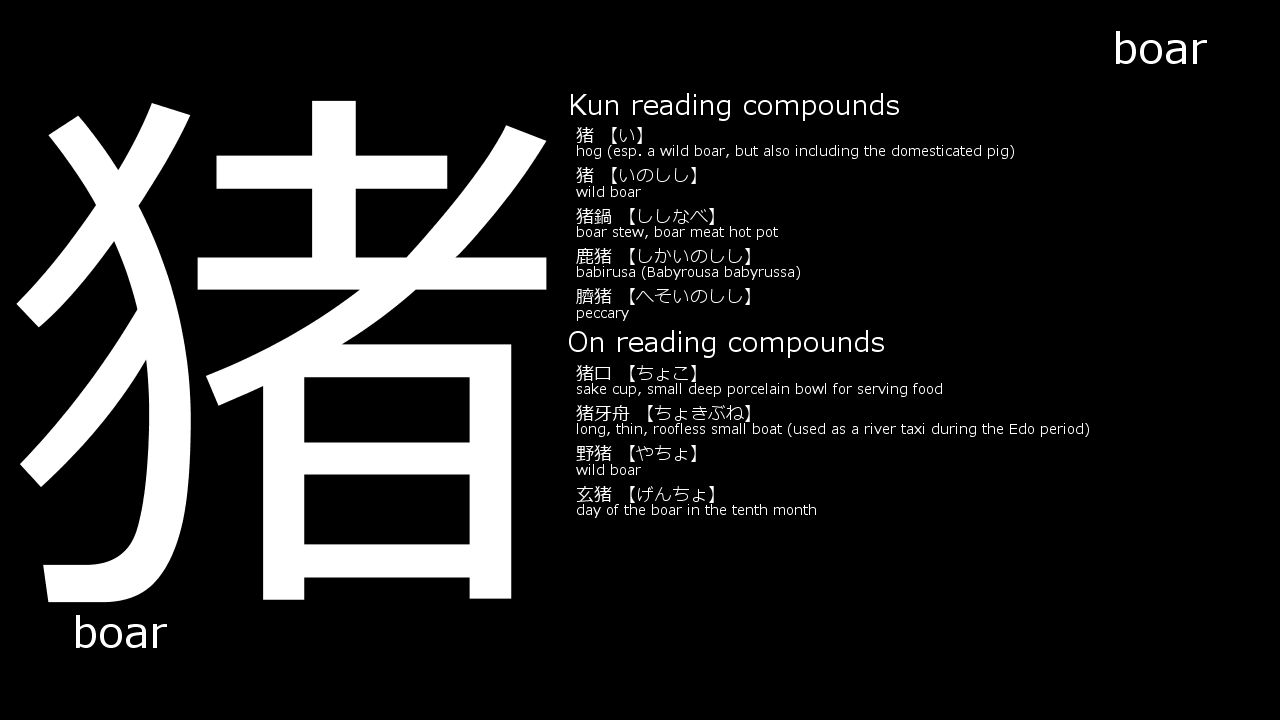 boar
猪
boar
Kun reading compounds
猪 【い】
hog (esp. a wild boar, but also including the domesticated pig)
猪 【いのしし】
wild boar
猪鍋 【ししなべ】
boar stew, boar meat hot pot
鹿猪 【しかいのしし】
babirusa (Babyrousa babyrussa)
臍猪 【へそいのしし】
peccary
On reading compounds
猪口 【ちょこ】
sake cup, small deep porcelain bowl for serving food
猪牙舟 【ちょきぶね】
long, thin, roofless small boat (used as a river taxi during the Edo period)
野猪 【やちょ】
wild boar
玄猪 【げんちょ】
day of the boar in the tenth month